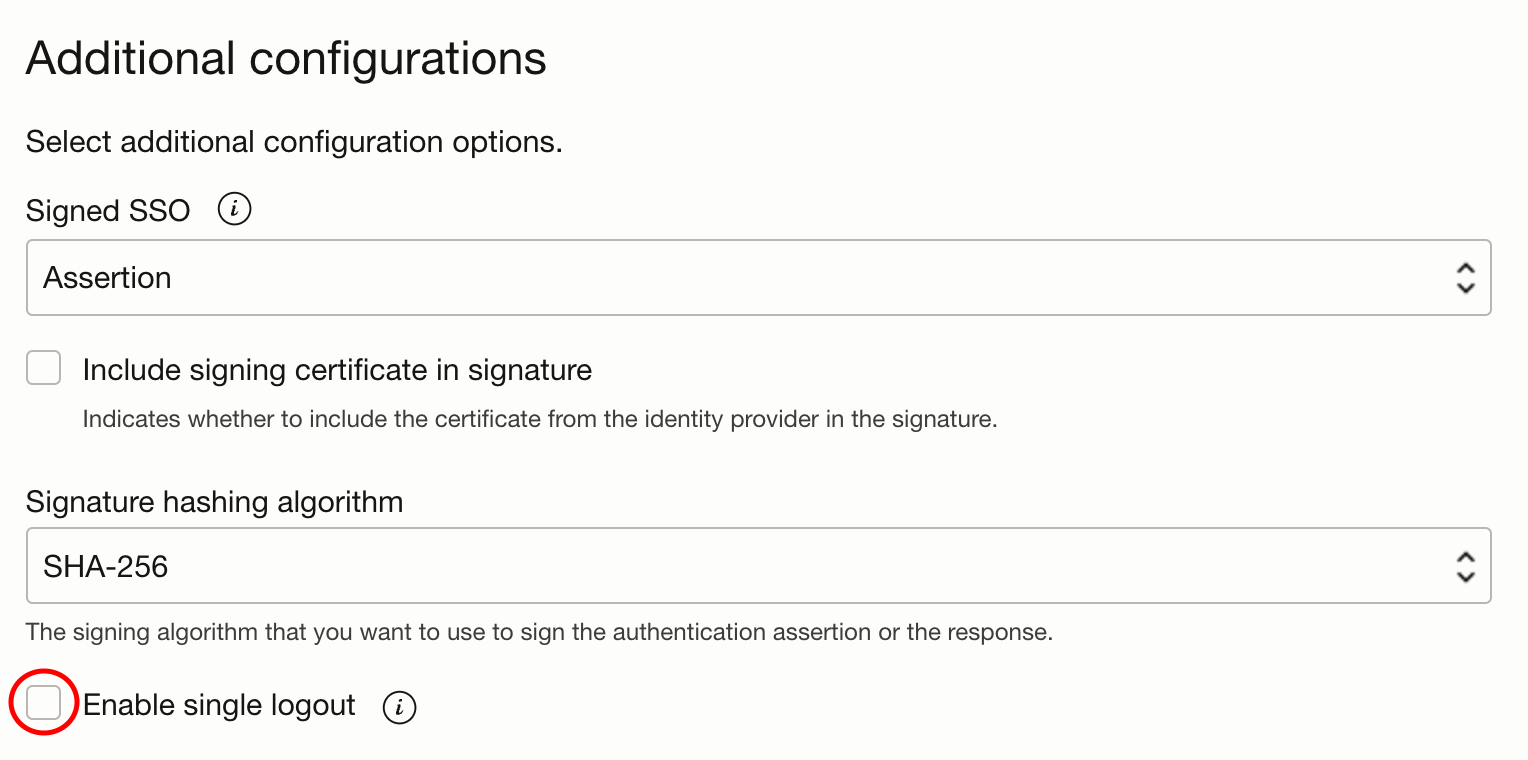 Additional configurations
Select additional configuration options.
Signed SSO i
Assertion
Include signing certificate in signature
Indicates whether to include the certificate from the identity provider in the signature.
Signature hashing algorithm
SHA-256
The signing algorithm that you want to use to sign the authentication assertion or the response.
Enable single logout i